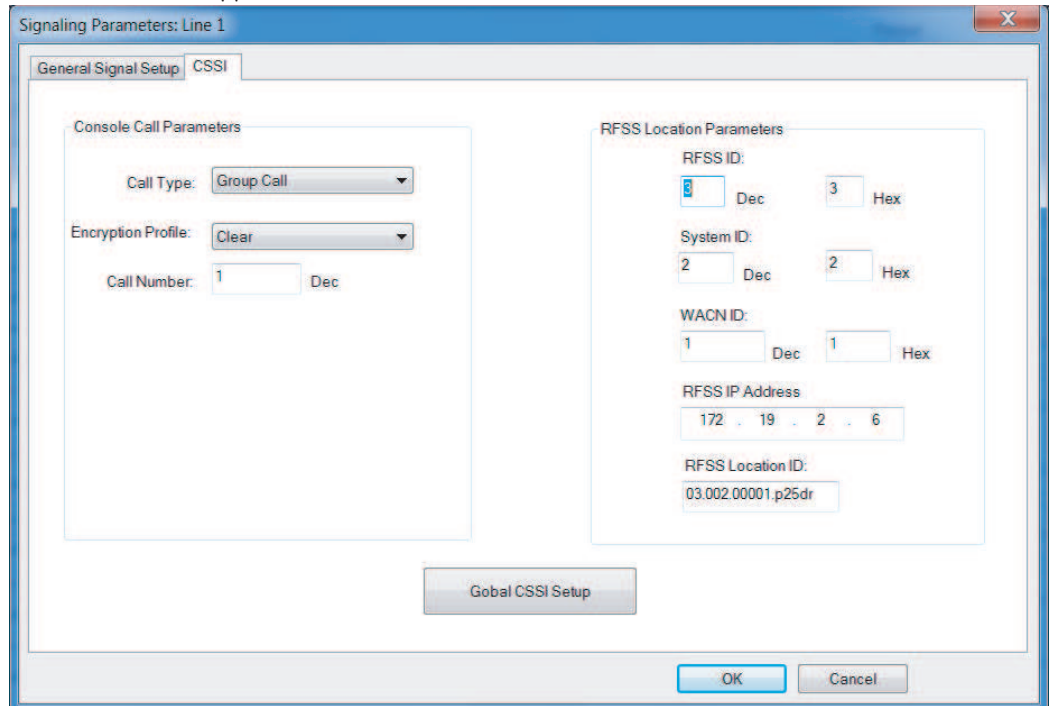 Signaling Parameters: Line 1
X
General Signal Setup
CSSI
Console Call Parameters
Call Type:
Group Call
Encryption Profile:
Clear
Call Number:
1
Dec
RFSS Location Parameters
RFSS ID:
3
Dec
3
Hex
System ID:
2
Dec
2
Hex
WACN ID:
1
Dec
1
Hex
RFSS IP Address
172 . 19 . 2 . 6
RFSS Location ID:
03.002.00001.p25dr
Gobal CSSI Setup
OK
Cancel